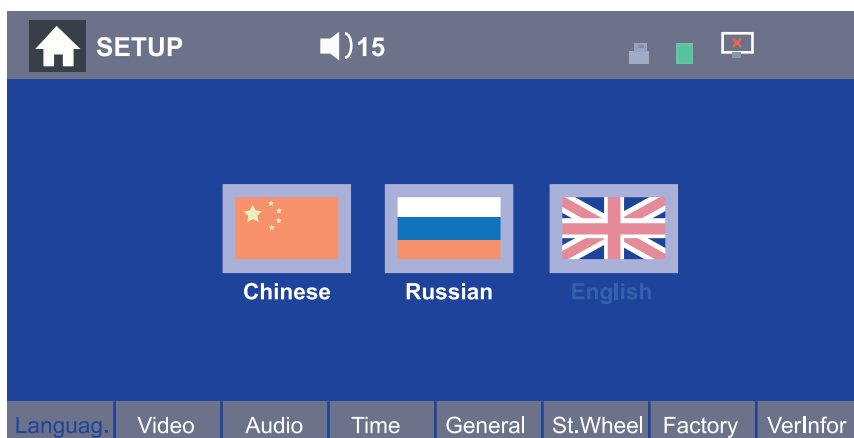 SETUP 15
Chinese Russian English
Languag. Video Audio Time General St.Wheel Factory VerInfor